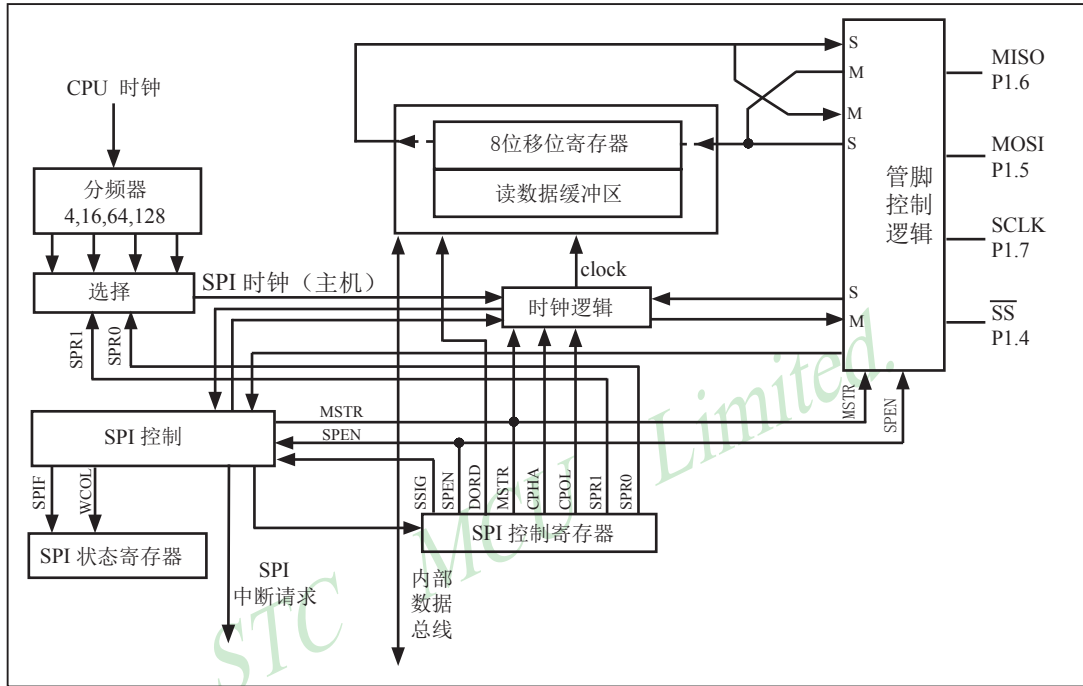 CPU 时钟
分频器
4,16,64,128
选择
SPI 时钟（主机）
SPR1
SPR0
8位移位寄存器
读数据缓冲区
clock
时钟逻辑
S
M
M
S
S
M
管脚
控制
逻辑
MISO
P1.6
MOSI
P1.5
SCLK
P1.7
SS
P1.4
MSTR
SPEN
SPI 控制
MSTR
SPEN
SPIF
WCOL
SSIG
SPEN
DORD
MSTR
CPHA
CPOL
SPR1
SPR0
SPI 控制寄存器
SPI 状态寄存器
SPI
中断请求
内部
数据
总线
STC MCU Limited.